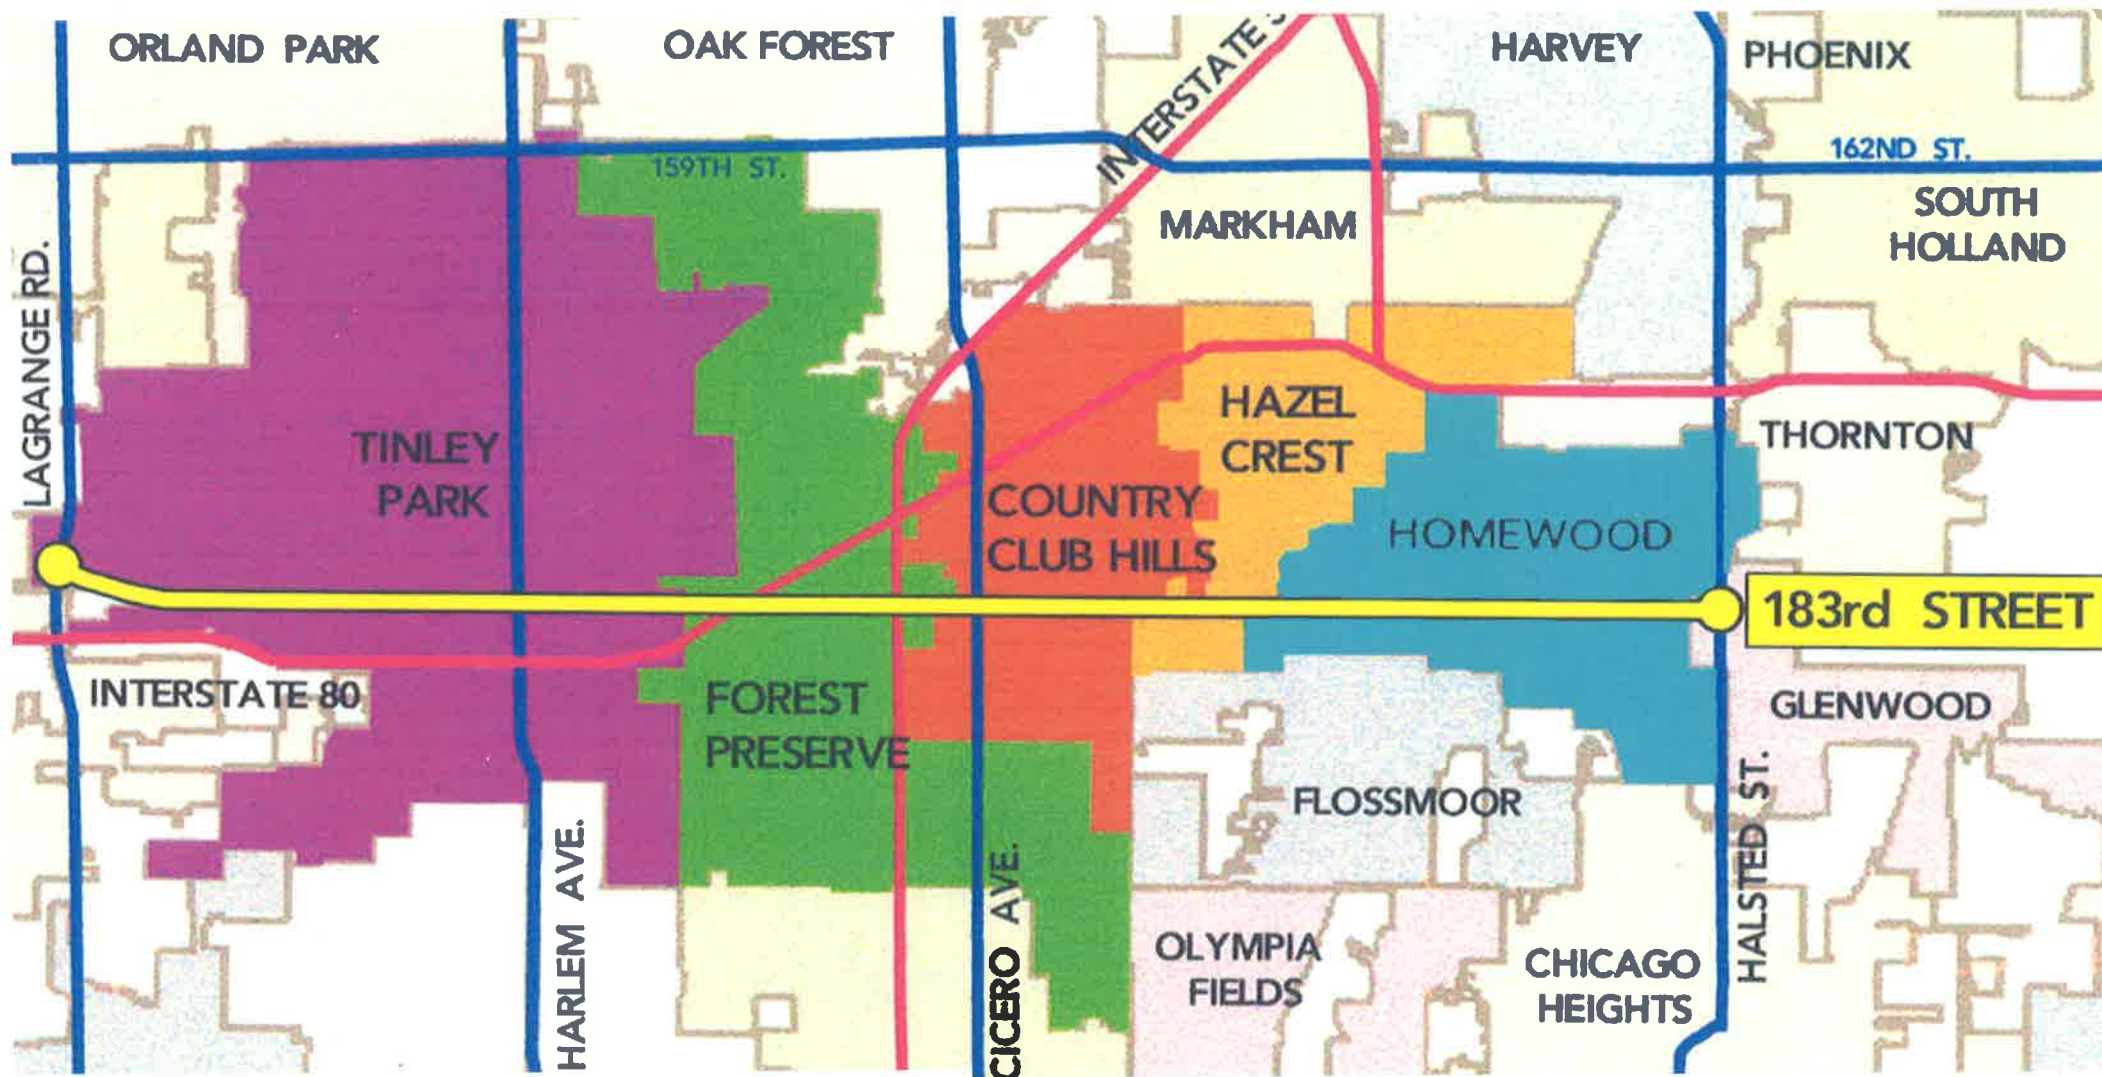 ORLAND PARK
OAK FOREST
INTERSTATE
HARVEY
PHOENIX
159TH ST.
162ND ST.
MARKHAM
SOUTH
HOLLAND
LAGRANGE RD.
TINLEY
PARK
HAZEL
CREST
COUNTRY
CLUB HILLS
HOMEWOOD
THORNTON
183rd STREET
INTERSTATE 80
FOREST
PRESERVE
GLENWOOD
FLOSSMOOR
HARLEM AVE.
CICERO AVE.
OLYMPIA
FIELDS
CHICAGO
HEIGHTS
HALSTED ST.